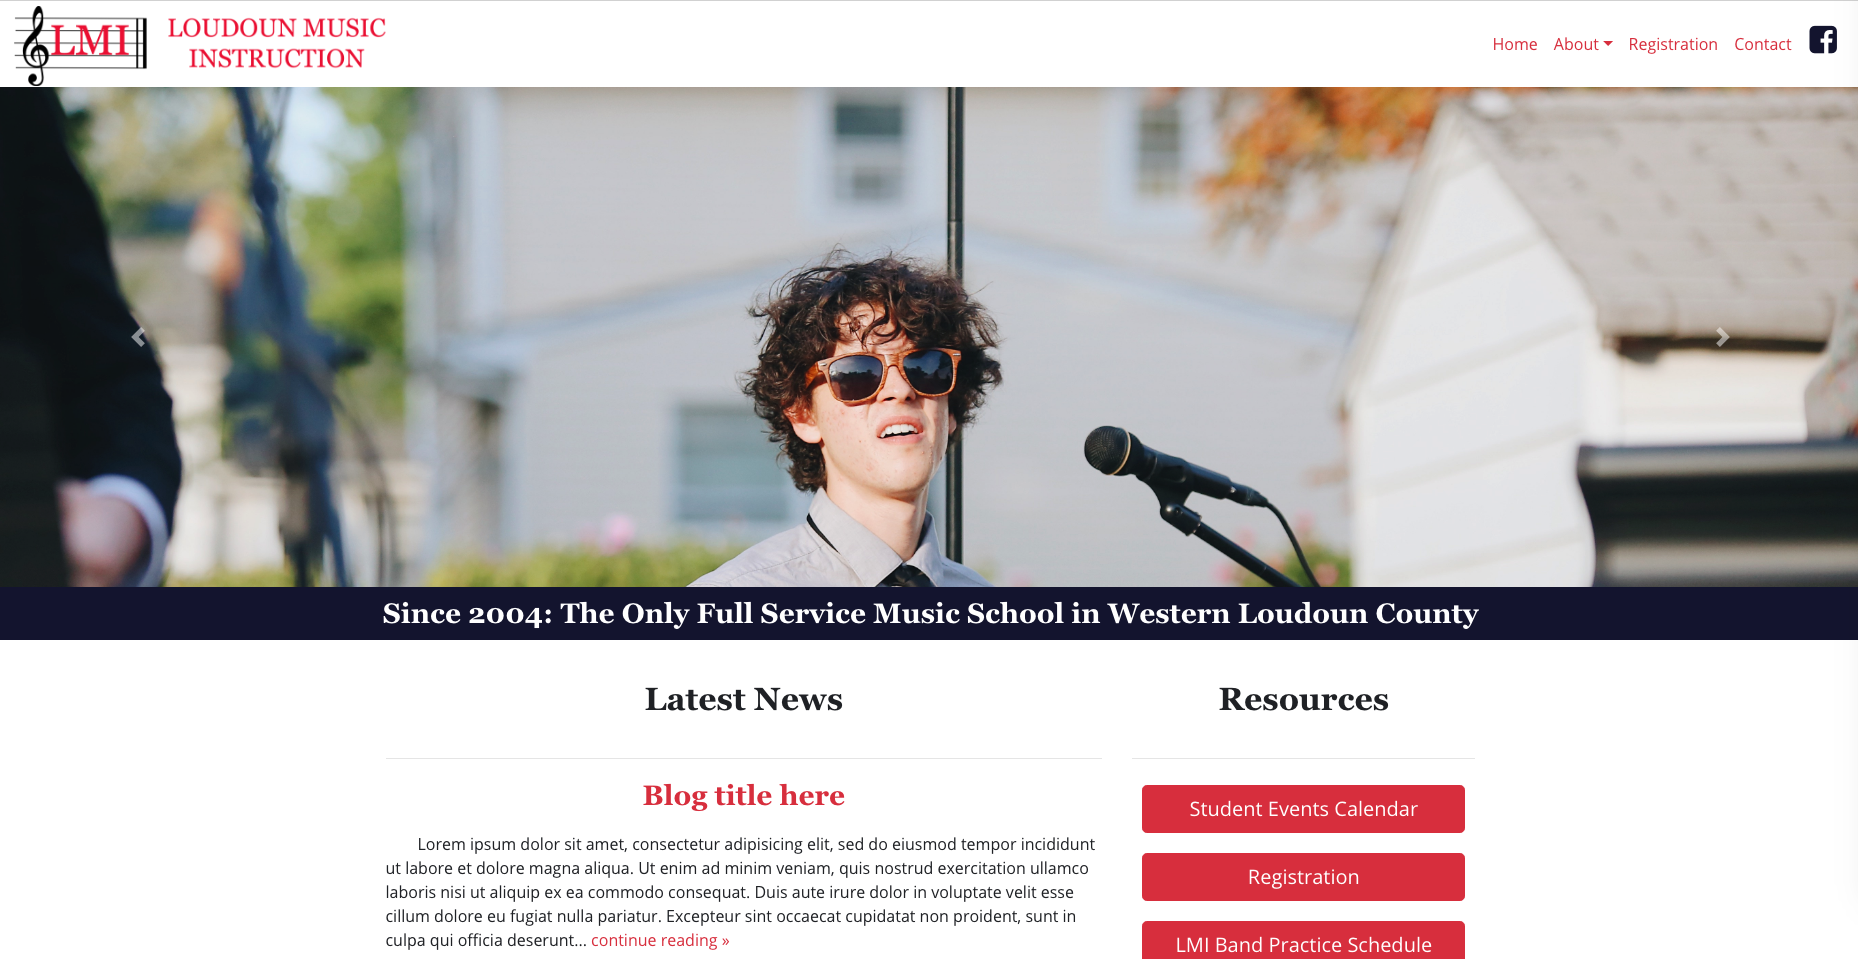 LMI
LOUDOUN MUSIC
INSTRUCTION
Home About Registration Contact
Since 2004: The Only Full Service Music School in Western Loudoun County
Latest News
Blog title here
Lorem ipsum dolor sit amet, consectetur adipisicing elit, sed do eiusmod tempor incididunt
ut labore et dolore magna aliqua. Ut enim ad minim veniam, quis nostrud exercitation ullamco
laboris nisi ut aliquip ex ea commodo consequat. Duis aute irure dolor in voluptate velit esse
cillum dolore eu fugiat nulla pariatur. Excepteur sint occaecat cupidatat non proident, sunt in
culpa qui officia deserunt... continue reading »
Resources
Student Events Calendar
Registration
LMI Band Practice Schedule